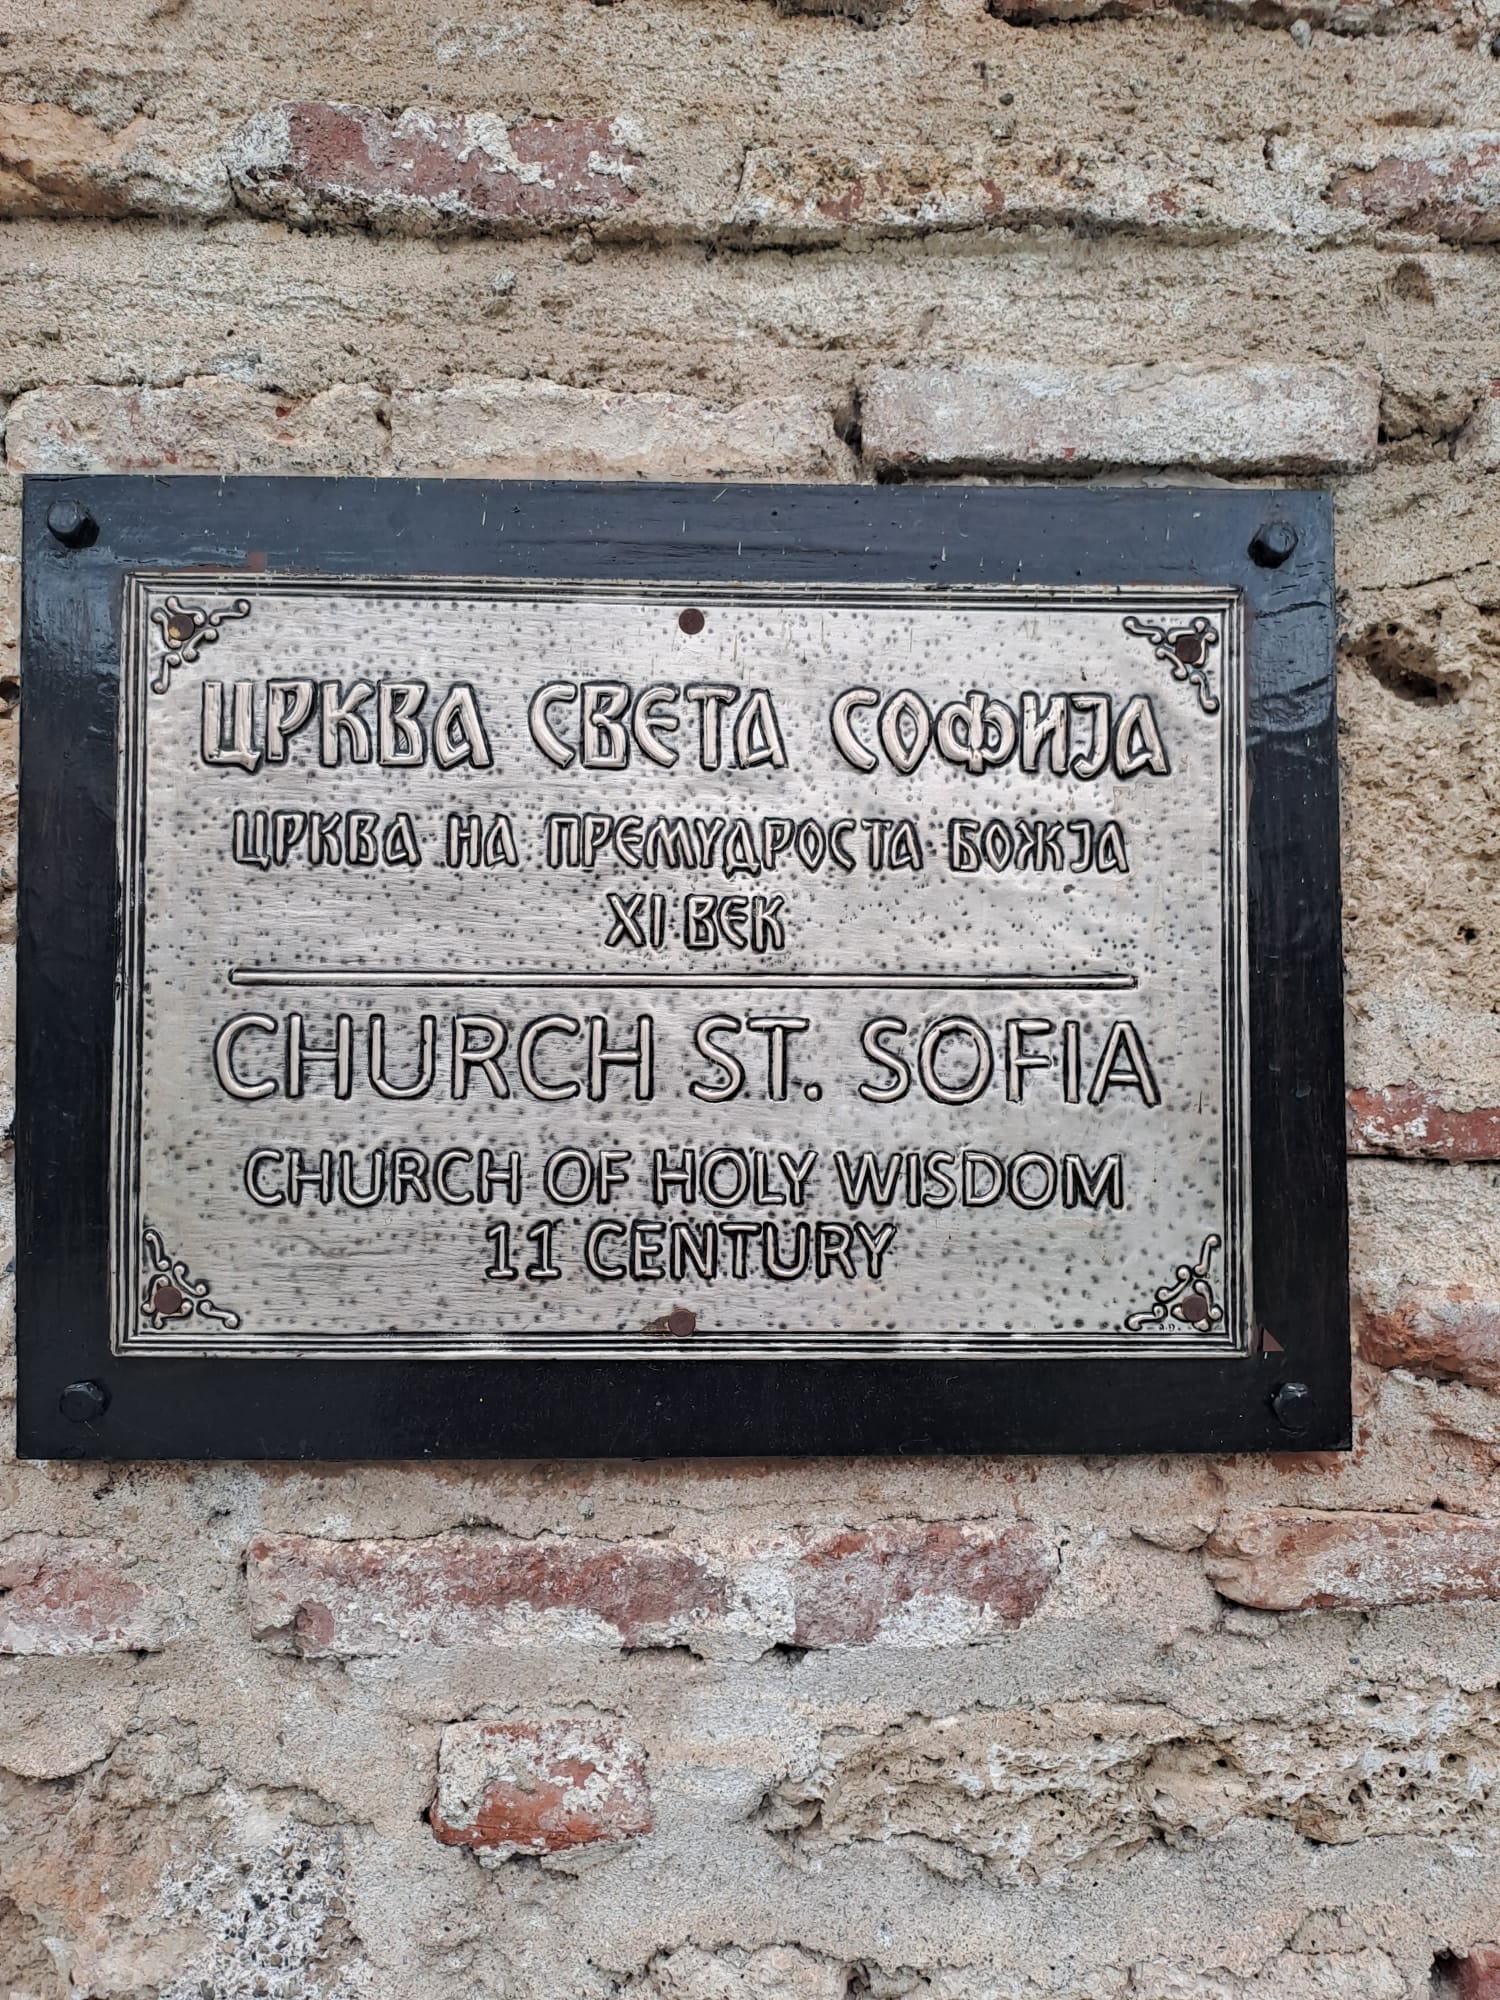 ЦРКВА СВЕТА СОФИЈА
ЦРКВА НА ПРЕМУДРОСТА БОЖЈА
XI ВЕК
CHURCH ST. SOFIA
CHURCH OF HOLY WISDOM
11 CENTURY